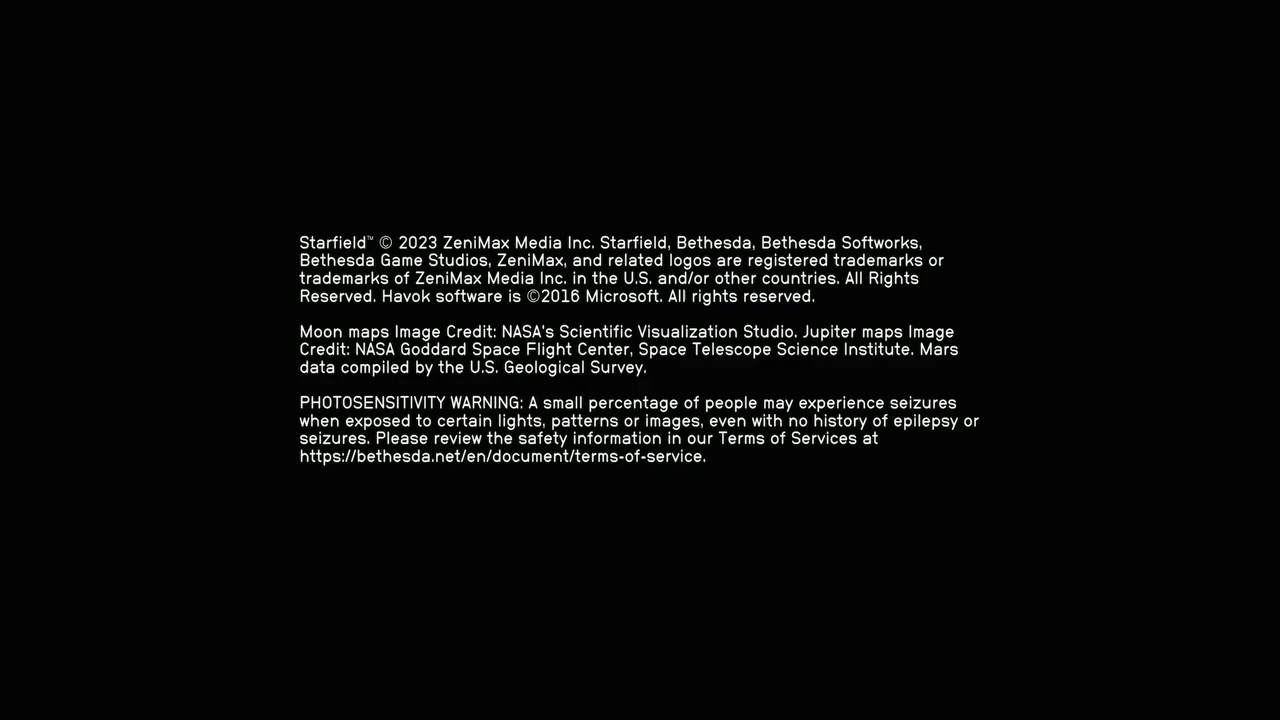 Starfield™ © 2023 ZeniMax Media Inc. Starfield, Bethesda, Bethesda Softworks,
Bethesda Game Studios, ZeniMax, and related logos are registered trademarks or
trademarks of ZeniMax Media Inc. in the U.S. and/or other countries. All Rights
Reserved. Havok software is ©2016 Microsoft. All rights reserved.
Moon maps Image Credit: NASA's Scientific Visualization Studio. Jupiter maps Image
Credit: NASA Goddard Space Flight Center, Space Telescope Science Institute. Mars
data compiled by the U.S. Geological Survey.
PHOTOSENSITIVITY WARNING: A small percentage of people may experience seizures
when exposed to certain lights, patterns or images, even with no history of epilepsy or
seizures. Please review the safety information in our Terms of Services at
https://bethesda.net/en/document/terms-of-service.